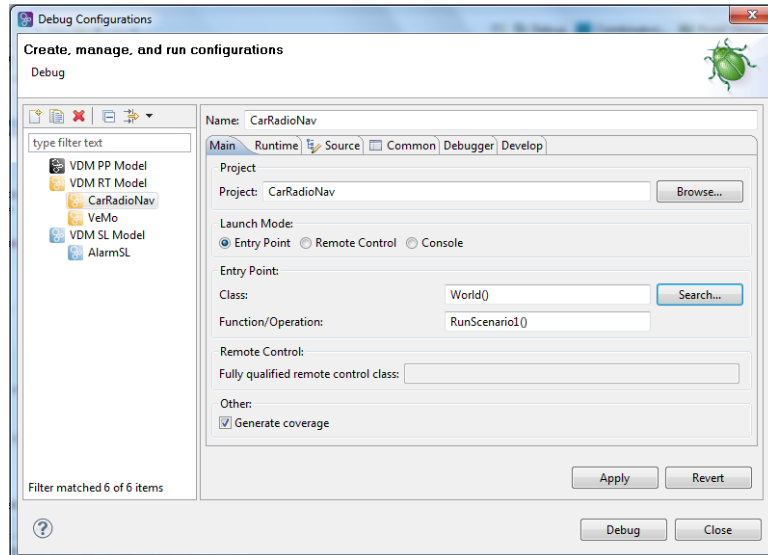 Debug Configurations
Create, manage, and run configurations
Debug
type filter text
VDM PP Model
VDM RT Model
CarRadioNav
VeMo
VDM SL Model
AlarmSL
Filter matched 6 of 6 items
Name: CarRadioNav
Main Runtime Source Common Debugger Develop
Project
Project: CarRadioNav Browse...
Launch Mode:
Entry Point Remote Control Console
Entry Point:
Class: World() Search...
Function/Operation: RunScenario1()
Remote Control:
Fully qualified remote control class:
Other:
Generate coverage
Apply Revert
? Debug Close